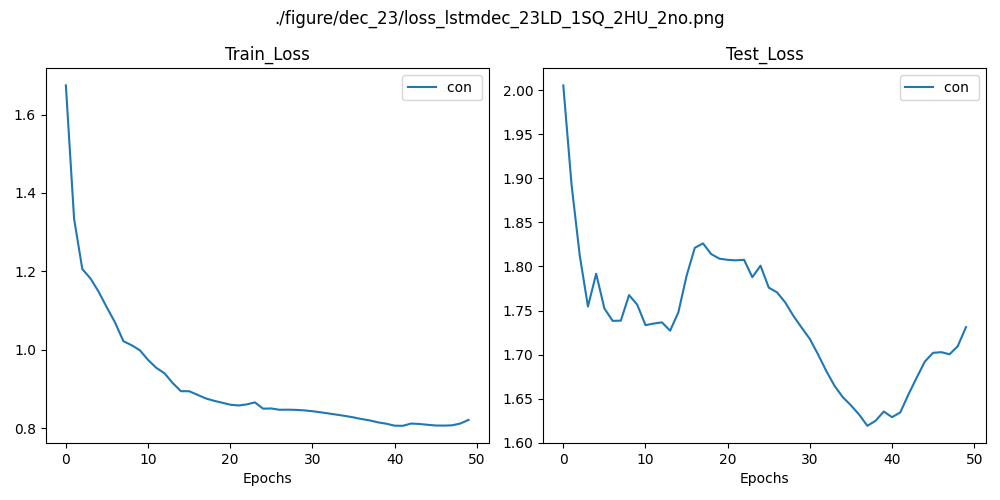 ./figure/dec_23/loss_lstmdec_23LD_1SQ_2HU_2no.png
Train_Loss
con
1.6
1.4
1.2
1.0
0.8
0 10 20 30 40 50
Epochs
Test_Loss
con
2.00
1.95
1.90
1.85
1.80
1.75
1.70
1.65
1.60
0 10 20 30 40 50
Epochs